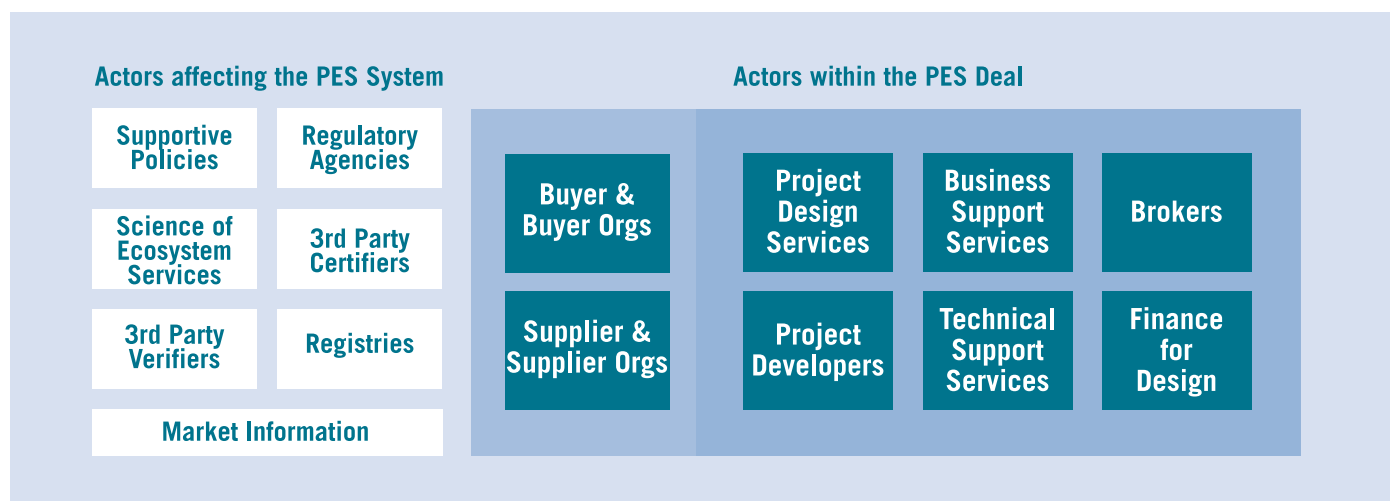 Actors affecting the PES System
Supportive
Policies
Regulatory
Agencies
Science of
Ecosystem
Services
3rd Party
Certifiers
3rd Party
Verifiers
Registries
Market Information
Actors within the PES Deal
Buyer &
Buyer Orgs
Supplier &
Supplier Orgs
Project
Design
Services
Business
Support
Services
Brokers
Project
Developers
Technical
Support
Services
Finance
for
Design